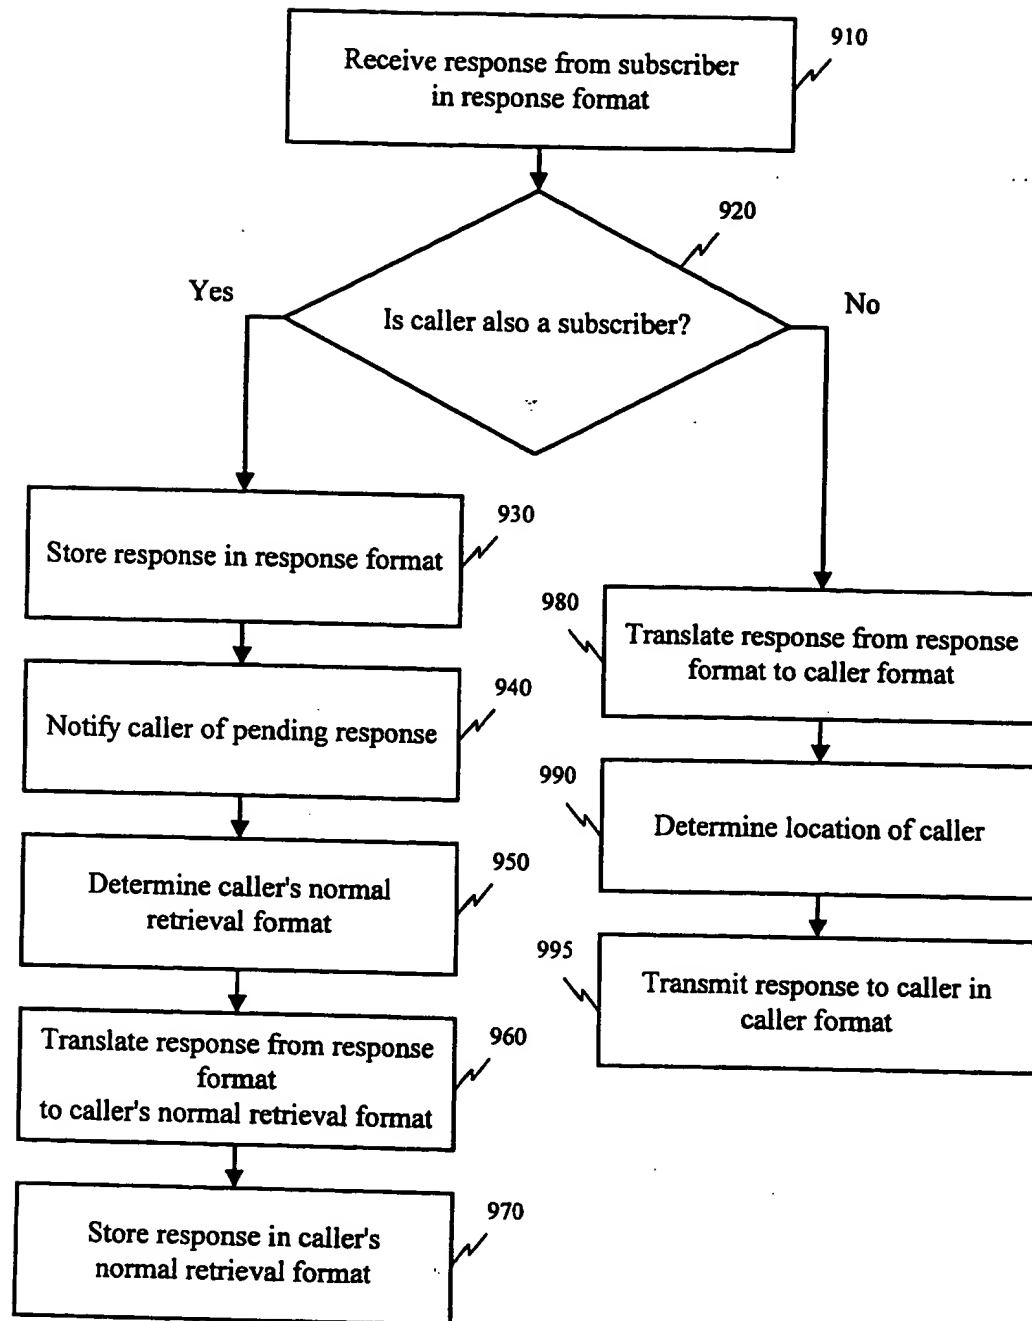 Receive response from subscriber
in response format
910
920
Yes
Is caller also a subscriber?
No
930
Store response in response format
980
Translate response from response
format to caller format
940
Notify caller of pending response
990
Determine location of caller
950
Determine caller's normal
retrieval format
995
Transmit response to caller in
caller format
960
Translate response from response
format
to caller's normal retrieval format
970
Store response in caller's
normal retrieval format